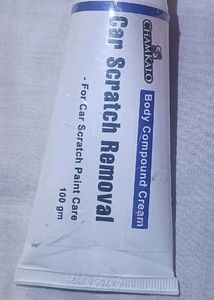 CHAMKALO
Body Compound Cream
Car Scratch Removal
- For Car Scratch Paint Care
100 gm